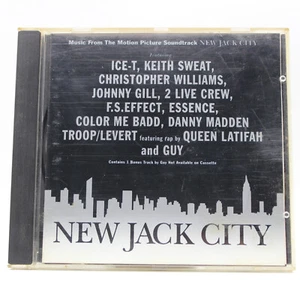 Music From The Motion Picture Soundtrack NEW JACK CITY
Featuring
ICE-T, KEITH SWEAT,
CHRISTOPHER WILLIAMS,
JOHNNY GILL, 2 LIVE CREW,
F.S.EFFECT, ESSENCE,
COLOR ME BADD, DANNY MADDEN
TROOP/LEVERT featuring rap by QUEEN LATIFAH
and GUY
Contains 1 Bonus Track by Guy Not Available on Cassette
NEW JACK CITY